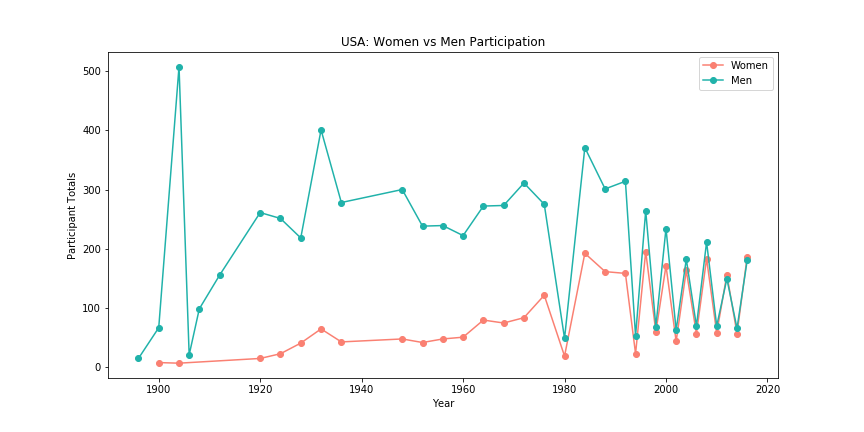 USA: Women vs Men Participation
Women
Men
Participant Totals
500
400
300
200
100
0
1900
1920
1940
1960
1980
2000
2020
Year